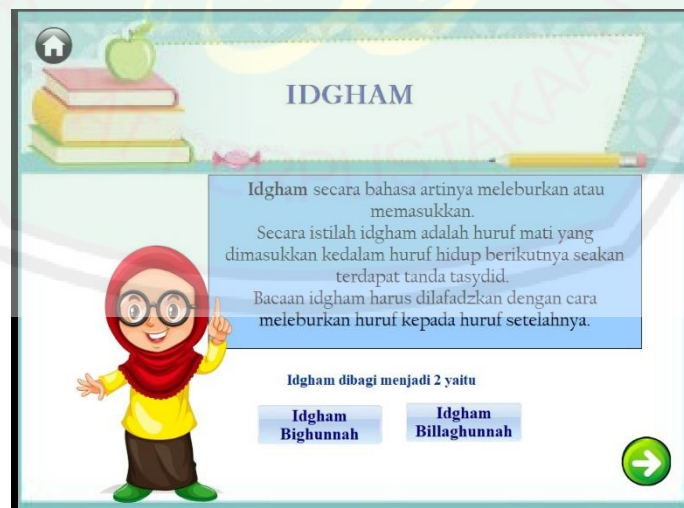 IDGHAM
Idgham secara bahasa artinya meleburkan atau
memasukkan.
Secara istilah idgham adalah huruf mati yang
dimasukkan kedalam huruf hidup berikutnya seakan
terdapat tanda tasydid.
Bacaan idgham harus dilafadzkan dengan cara
meleburkan huruf kepada huruf setelahnya.
Idgham dibagi menjadi 2 yaitu
Idgham
Bighunnah
Idgham
Billaghunnah